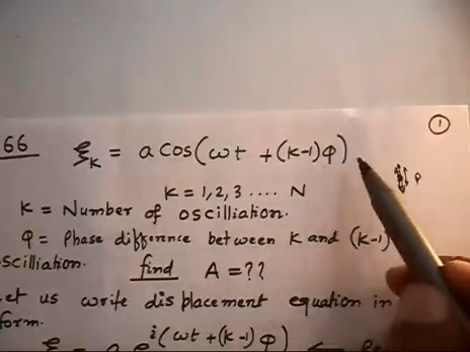 ①
66 ξk = a cos(ωt + (k-1)φ)
k = 1, 2, 3 .... N
K = Number of oscilliation.
φ = Phase difference between k and (k-1)
scilliation. find A = ??
et us write displacement equation in
form.
i(ωt + (k-1)φ)